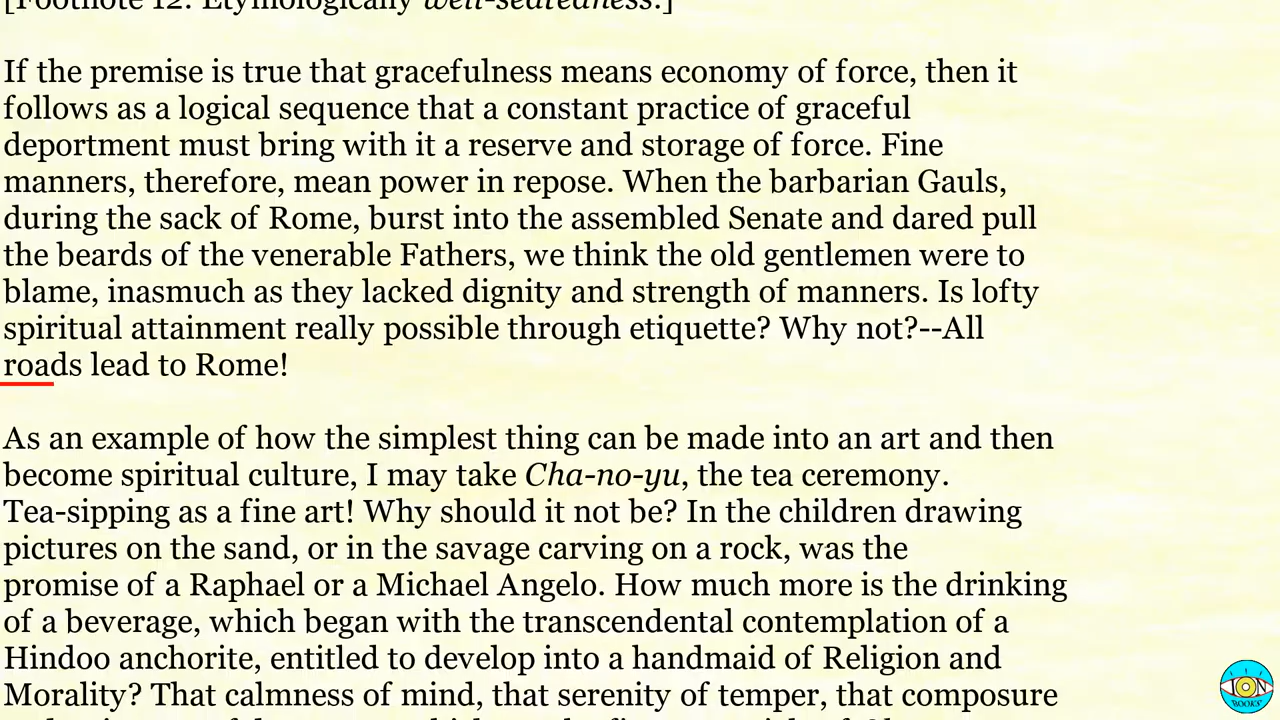 [Footnote 12: Etymologically well-seatedness.]
If the premise is true that gracefulness means economy of force, then it
follows as a logical sequence that a constant practice of graceful
deportment must bring with it a reserve and storage of force. Fine
manners, therefore, mean power in repose. When the barbarian Gauls,
during the sack of Rome, burst into the assembled Senate and dared pull
the beards of the venerable Fathers, we think the old gentlemen were to
blame, inasmuch as they lacked dignity and strength of manners. Is lofty
spiritual attainment really possible through etiquette? Why not?--All
roads lead to Rome!
As an example of how the simplest thing can be made into an art and then
become spiritual culture, I may take Cha-no-yu, the tea ceremony.
Tea-sipping as a fine art! Why should it not be? In the children drawing
pictures on the sand, or in the savage carving on a rock, was the
promise of a Raphael or a Michael Angelo. How much more is the drinking
of a beverage, which began with the transcendental contemplation of a
Hindoo anchorite, entitled to develop into a handmaid of Religion and
Morality? That calmness of mind, that serenity of temper, that composure
ION
BOOKS